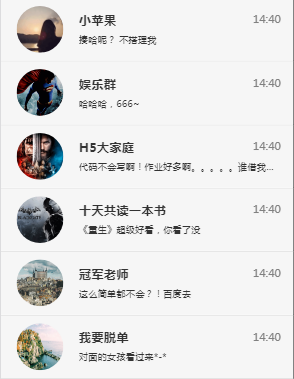 小苹果 14:40
揍哈呢？ 不搭理我
娱乐群 14:40
哈哈哈，666~
H5大家庭 14:40
代码不会写啊！作业好多啊。。。。。谁借我...
十天共读一本书 14:40
《重生》超级好看，你看了没
冠军老师 14:40
这么简单都不会？！百度去
我要脱单 14:40
对面的女孩看过来*-*